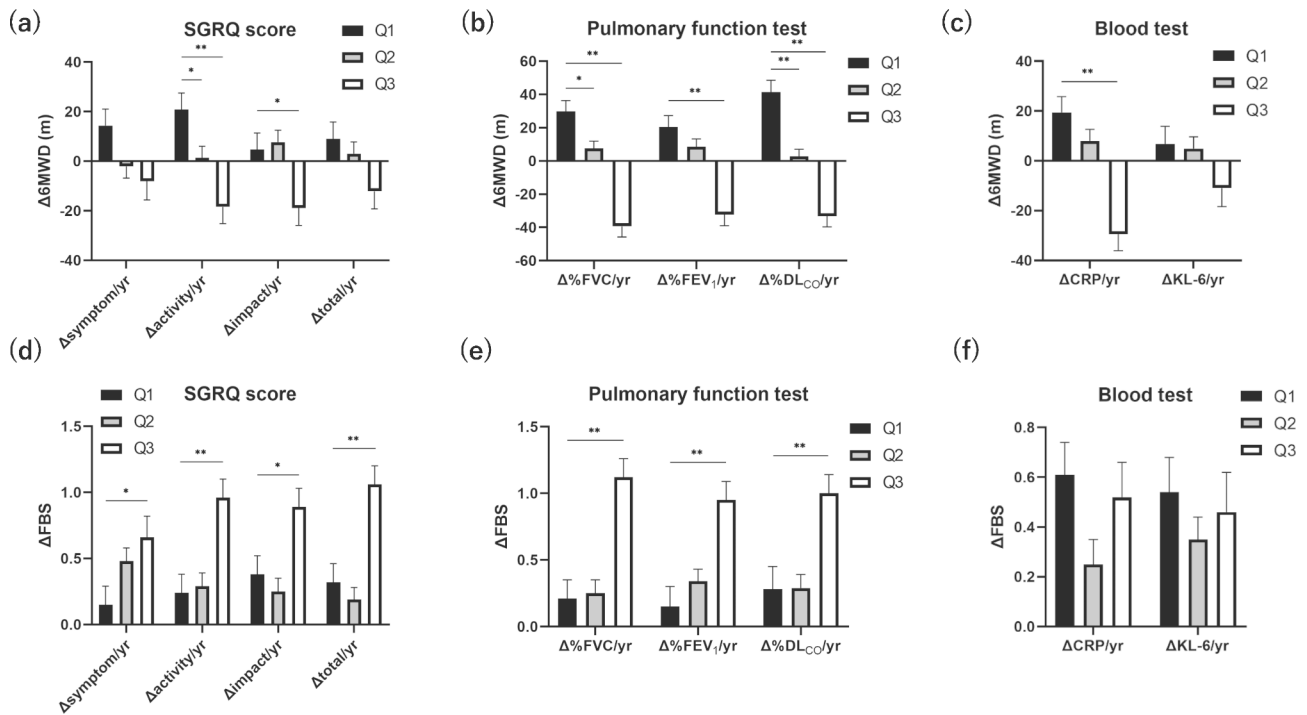 (a)
SGRQ score
Q1
Q2
Q3
**
*
*
Δ6MWD (m)
40
20
0
-20
-40
Δsymptom/yr
Δactivity/yr
Δimpact/yr
Δtotal/yr
(b)
Pulmonary function test
Q1
Q2
Q3
**
*
**
**
**
Δ6MWD (m)
60
40
20
0
-20
-40
-60
Δ%FVC/yr
Δ%FEV₁/yr
Δ%DL_CO/yr
(c)
Blood test
Q1
Q2
Q3
**
Δ6MWD (m)
40
20
0
-20
-40
ΔCRP/yr
ΔKL-6/yr
(d)
SGRQ score
Q1
Q2
Q3
*
**
*
**
ΔFBS
1.5
1.0
0.5
0.0
Δsymptom/yr
Δactivity/yr
Δimpact/yr
Δtotal/yr
(e)
Pulmonary function test
Q1
Q2
Q3
**
**
**
ΔFBS
1.5
1.0
0.5
0.0
Δ%FVC/yr
Δ%FEV₁/yr
Δ%DL_CO/yr
(f)
Blood test
Q1
Q2
Q3
ΔFBS
0.8
0.6
0.4
0.2
0.0
ΔCRP/yr
ΔKL-6/yr